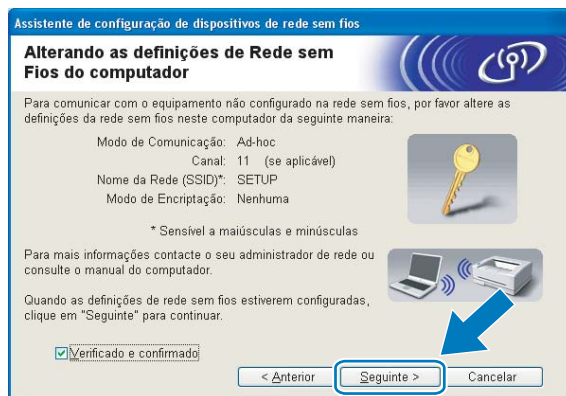 Assistente de configuração de dispositivos de rede sem fios
Alterando as definições de Rede sem
Fios do computador
Para comunicar com o equipamento não configurado na rede sem fios, por favor altere as
definições da rede sem fios neste computador da seguinte maneira:
Modo de Comunicação: Ad-hoc
Canal: 11 (se aplicável)
Nome da Rede (SSID)*: SETUP
Modo de Encriptação: Nenhuma
* Sensível a maiúsculas e minúsculas
Para mais informações contacte o seu administrador de rede ou
consulte o manual do computador.
Quando as definições de rede sem fios estiverem configuradas,
clique em "Seguinte" para continuar.
Verificado e confirmado
< Anterior Seguinte > Cancelar